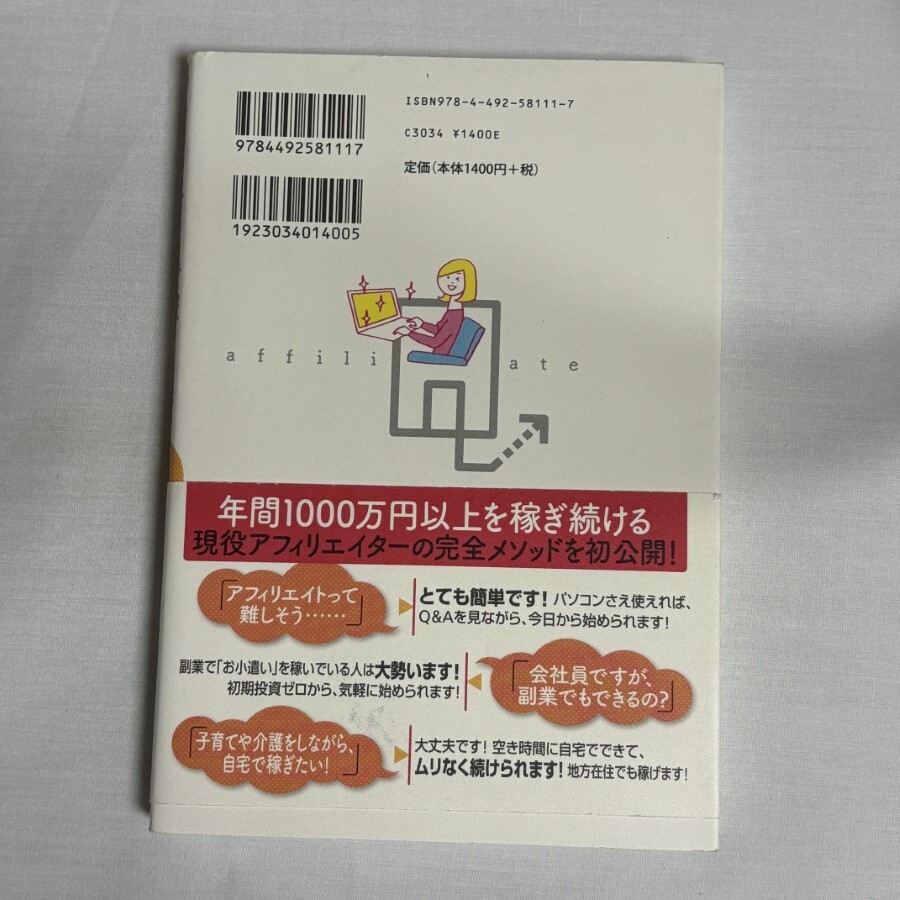 ISBN978-4-492-58111-7
9784492581117
C3034 ¥1400E
定価(本体1400円+税)
1923034014005
affiliate
年間1000万円以上を稼ぎ続ける
現役アフィリエイターの完全メソッドを初公開!
「アフィリエイトって
難しそう……」
とても簡単です! パソコンさえ使えれば、
Q&Aを見ながら、今日から始められます!
「会社員ですが、
副業でもできるの?」
副業で「お小遣い」を稼いでいる人は大勢います!
初期投資ゼロから、気軽に始められます!
「子育てや介護をしながら、
自宅で稼ぎたい!」
大丈夫です! 空き時間に自宅でできて、
ムリなく続けられます! 地方在住でも稼げます!